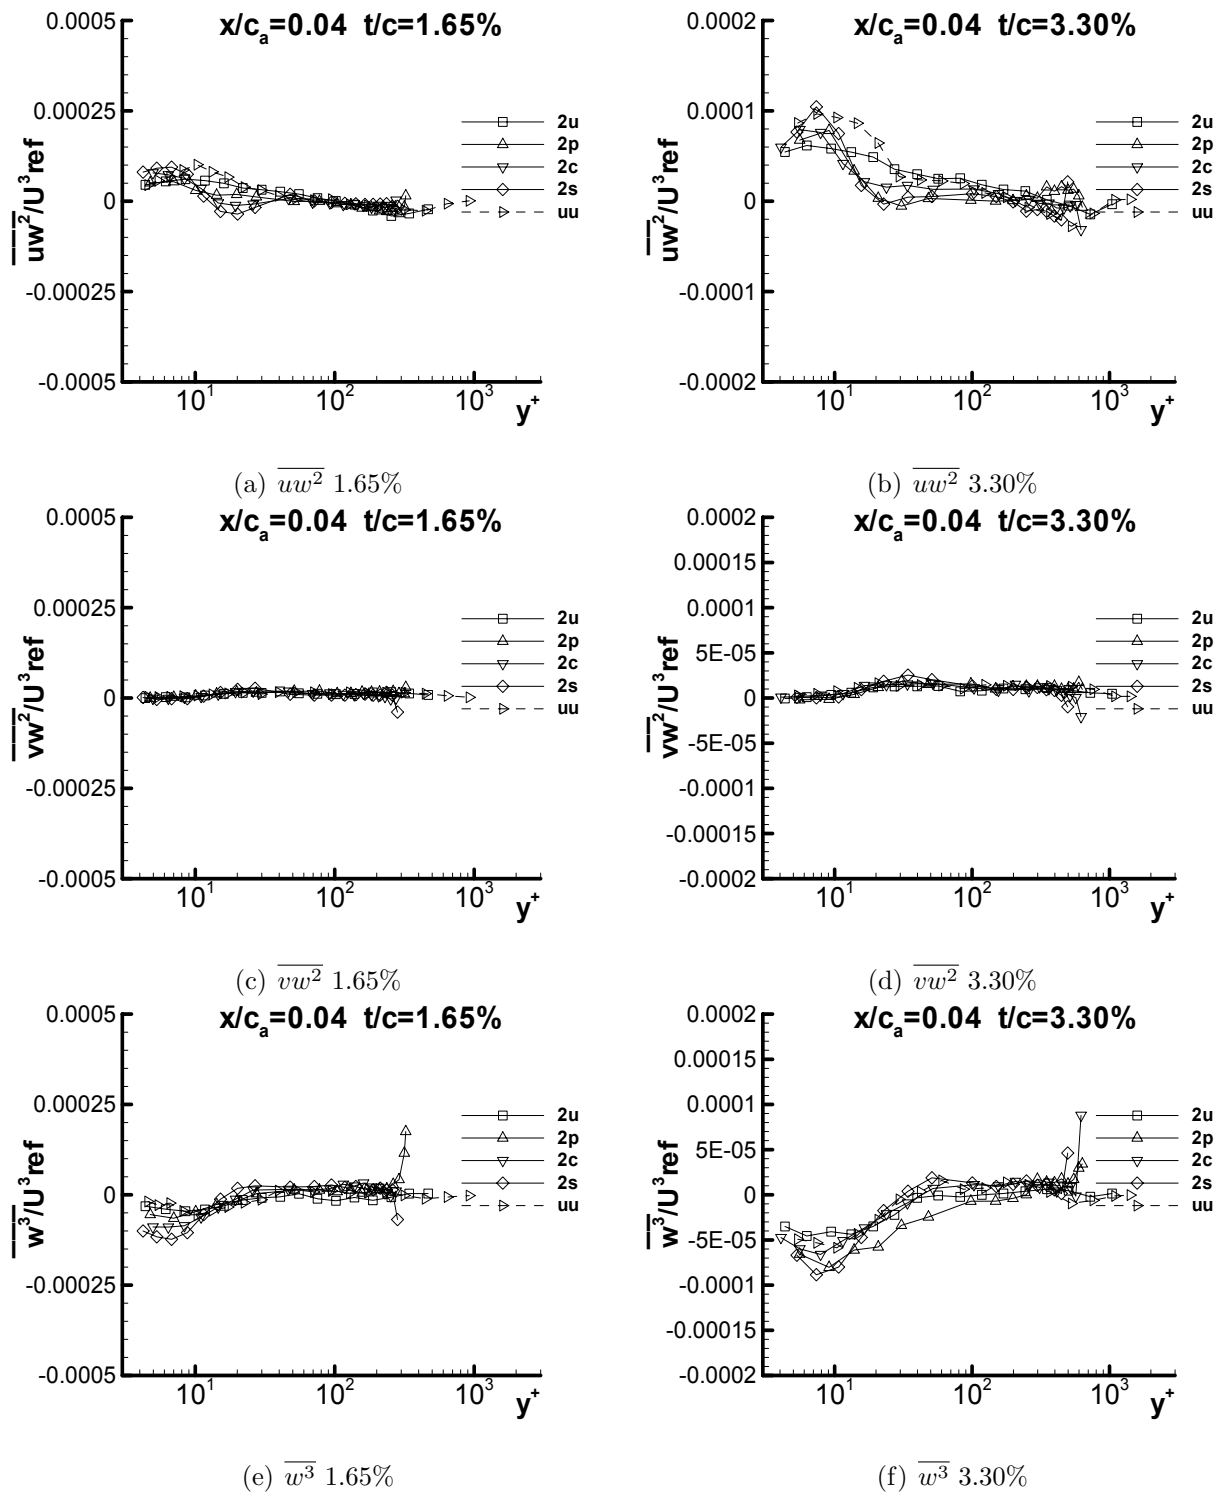 x/cₐ=0.04 t/c=1.65%
0.0005
0.00025
0
-0.00025
-0.0005
uw²/U³ref
2u
2p
2c
2s
uu
10¹ 10² 10³
y⁺
(a) uw² 1.65%
x/cₐ=0.04 t/c=3.30%
0.0002
0.0001
0
-0.0001
-0.0002
uw²/U³ref
2u
2p
2c
2s
uu
10¹ 10² 10³
y⁺
(b) uw² 3.30%
x/cₐ=0.04 t/c=1.65%
0.0005
0.00025
0
-0.00025
-0.0005
vw²/U³ref
2u
2p
2c
2s
uu
10¹ 10² 10³
y⁺
(c) vw² 1.65%
x/cₐ=0.04 t/c=3.30%
0.0002
0.00015
0.0001
5E-05
0
-5E-05
-0.0001
-0.00015
-0.0002
vw²/U³ref
2u
2p
2c
2s
uu
10¹ 10² 10³
y⁺
(d) vw² 3.30%
x/cₐ=0.04 t/c=1.65%
0.0005
0.00025
0
-0.00025
-0.0005
w³/U³ref
2u
2p
2c
2s
uu
10¹ 10² 10³
y⁺
(e) w³ 1.65%
x/cₐ=0.04 t/c=3.30%
0.0002
0.00015
0.0001
5E-05
0
-5E-05
-0.0001
-0.00015
-0.0002
w³/U³ref
2u
2p
2c
2s
uu
10¹ 10² 10³
y⁺
(f) w³ 3.30%